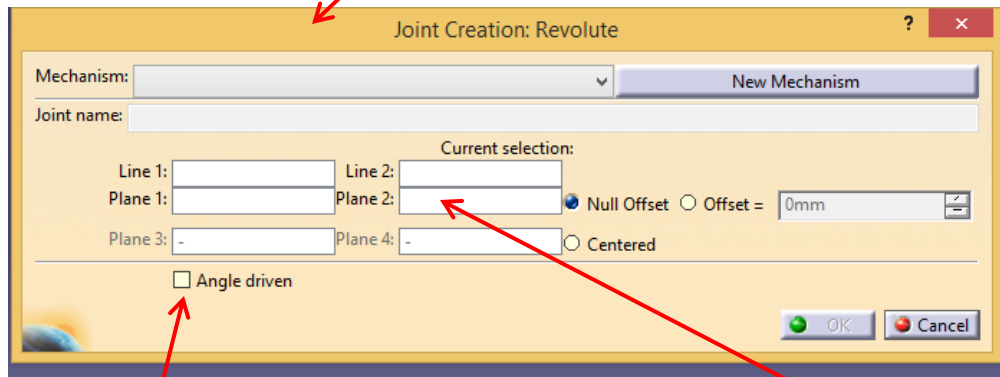 Joint Creation: Revolute ? ×
Mechanism: New Mechanism
Joint name:
Current selection:
Line 1: Line 2:
Plane 1: Plane 2: Null Offset Offset = 0mm
Plane 3: - Plane 4: - Centered
Angle driven
OK Cancel